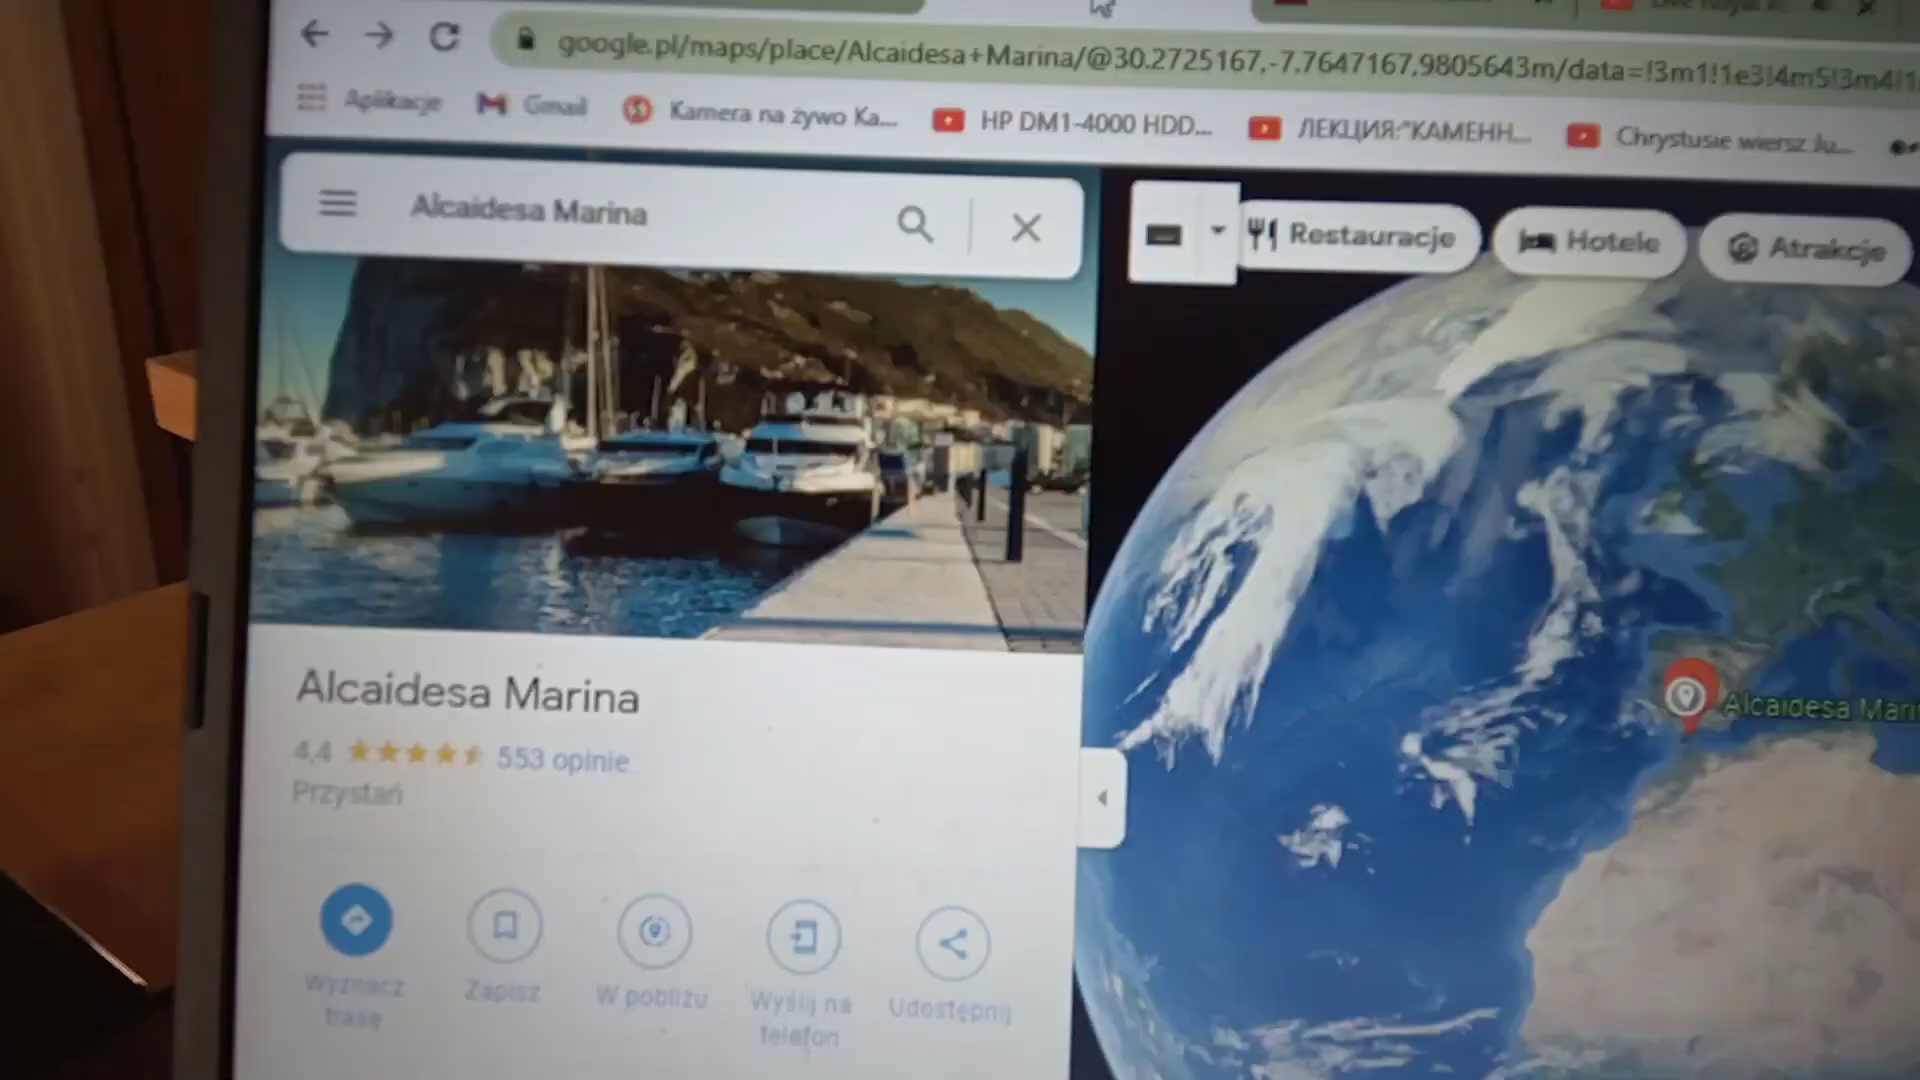 google.pl/maps/place/Alcaidesa+Marina/@30.2725167,-7.7647167,9805643m/data=!3m1!1e3!4m5!3m4!1
Aplikacje Gmail Kamera na żywo Ka... HP DM1-4000 HDD... ЛЕКЦИЯ:"КАМЕНН... Chrystusie wiersz Ju...
Alcaidesa Marina
Restauracje Hotele Atrakcje
Alcaidesa Marina
4,4 553 opinie
Przystań
Alcaidesa Mari
Wyznacz trasę
Zapisz
W pobliżu
Wyślij na telefon
Udostępnij